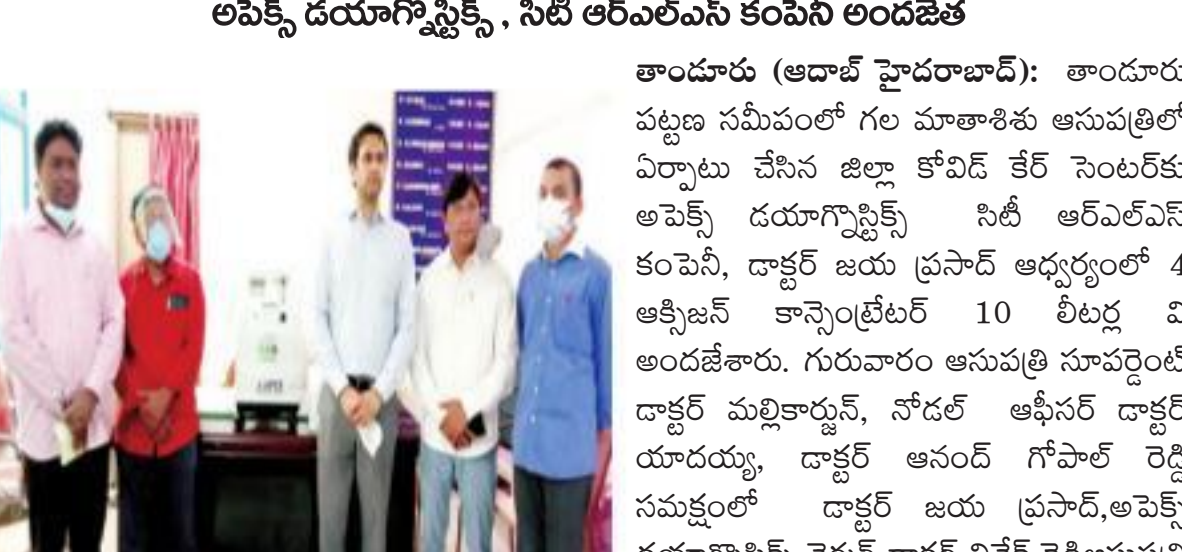 అపెక్స్ డయాగ్నోస్టిక్స్ , సిటీ ఆర్ఎల్ఎస్ కంపెనీ అందజేత
తాండూరు (ఆదాబ్ హైదరాబాద్): తాండూరు
పట్టణ సమీపంలో గల మాతాశిశు ఆసుపత్రిలో
ఏర్పాటు చేసిన జిల్లా కోవిడ్ కేర్ సెంటర్‌కు
అపెక్స్ డయాగ్నొస్టిక్స్ సిటీ ఆర్ఎల్ఎస్
కంపెనీ, డాక్టర్ జయ ప్రసాద్ ఆధ్వర్యంలో 4
ఆక్సిజన్ కాన్సెంట్రేటర్ 10 లీటర్ల వి
అందజేశారు. గురువారం ఆసుపత్రి సూపర్డెంట్
డాక్టర్ మల్లికార్జున్, నోడల్ ఆఫీసర్ డాక్టర్
యాదయ్య, డాక్టర్ ఆనంద్ గోపాల్ రెడ్డి
సమక్షంలో డాక్టర్ జయ ప్రసాద్,అపెక్స్